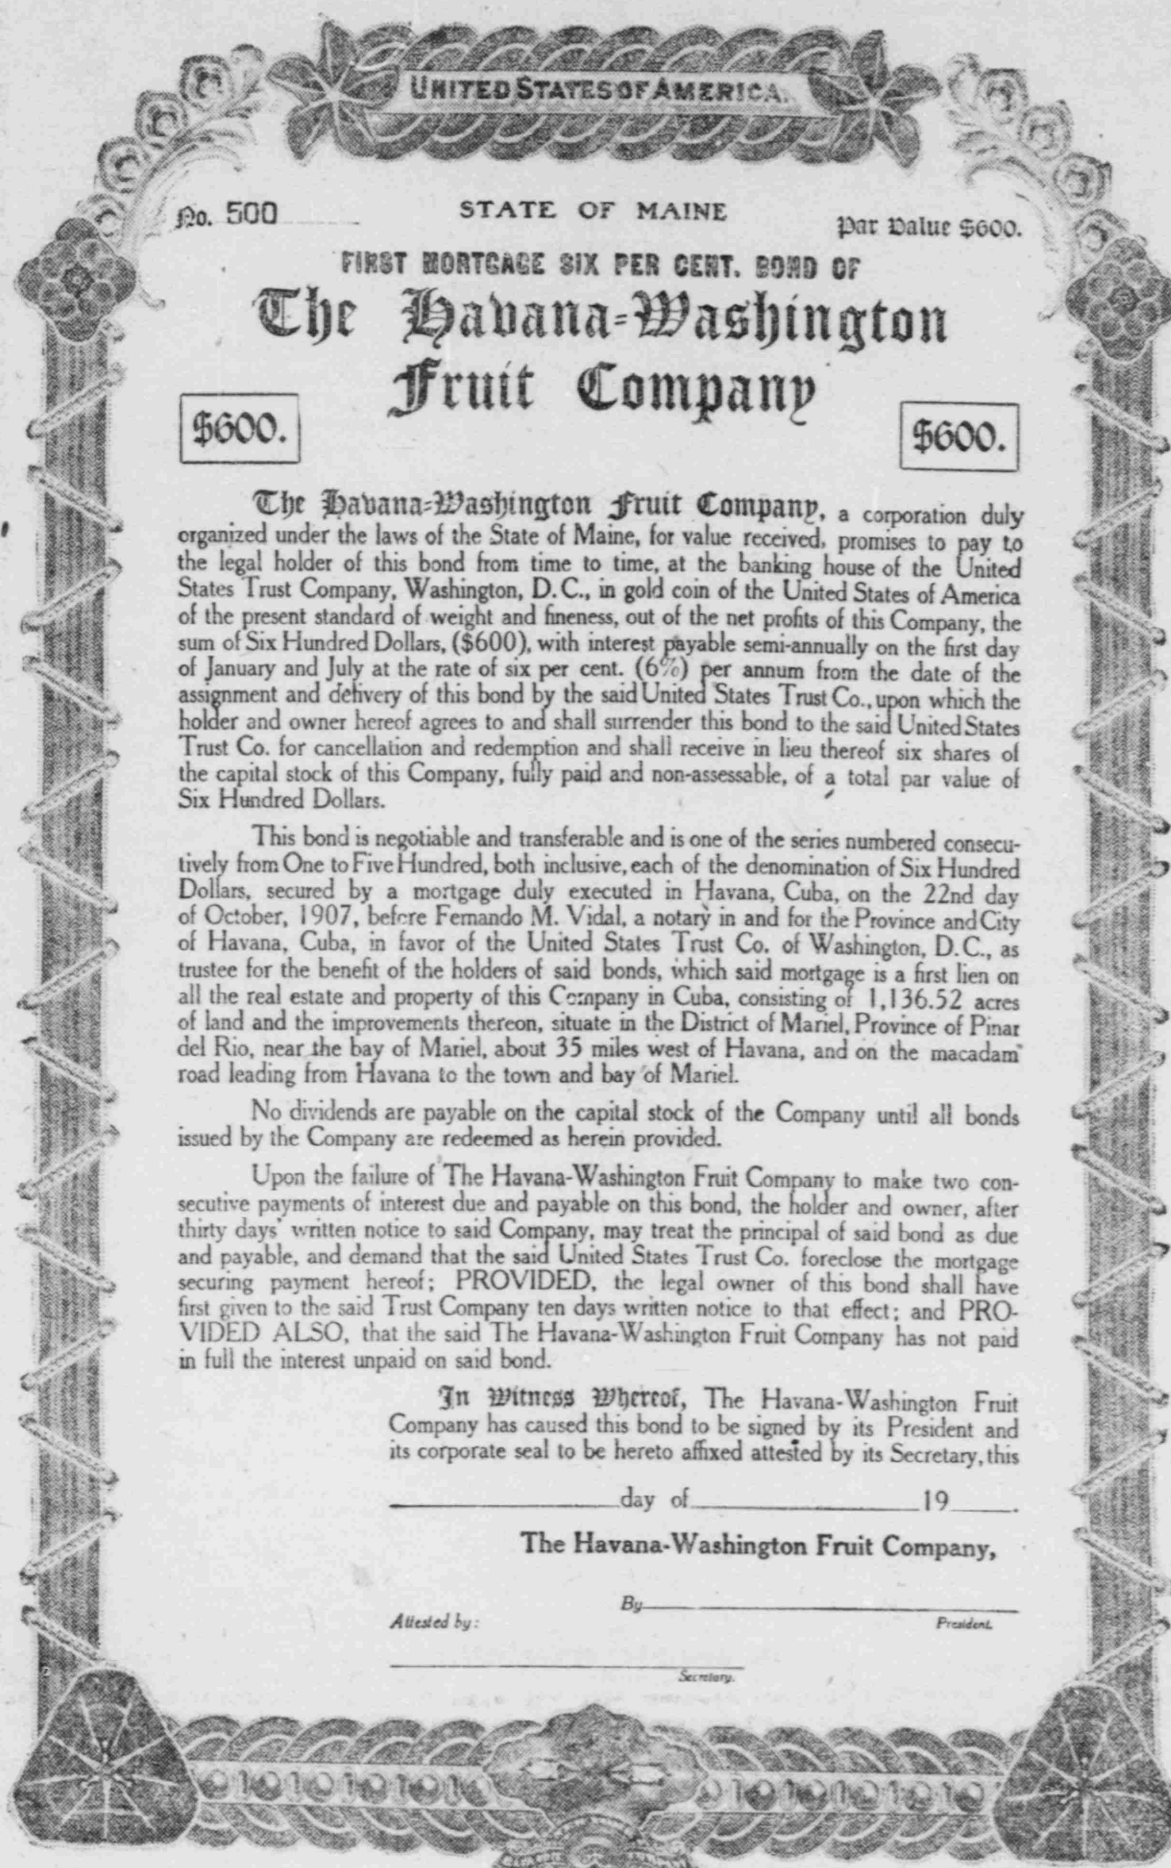 UNITED STATES OF AMERICA.
No. 500
STATE OF MAINE
Par Value $600.
FIRST MORTGAGE SIX PER CENT. BOND OF
The Havana-Washington
Fruit Company
$600.
$600.
The Havana-Washington Fruit Company, a corporation duly
organized under the laws of the State of Maine, for value received, promises to pay to
the legal holder of this bond from time to time, at the banking house of the United
States Trust Company, Washington, D.C., in gold coin of the United States of America
of the present standard of weight and fineness, out of the net profits of this Company, the
sum of Six Hundred Dollars, ($600), with interest payable semi-annually on the first day
of January and July at the rate of six per cent. (6%) per annum from the date of the
assignment and delivery of this bond by the said United States Trust Co., upon which the
holder and owner hereof agrees to and shall surrender this bond to the said United States
Trust Co. for cancellation and redemption and shall receive in lieu thereof six shares of
the capital stock of this Company, fully paid and non-assessable, of a total par value of
Six Hundred Dollars.
This bond is negotiable and transferable and is one of the series numbered consecu-
tively from One to Five Hundred, both inclusive, each of the denomination of Six Hundred
Dollars, secured by a mortgage duly executed in Havana, Cuba, on the 22nd day
of October, 1907, before Fernando M. Vidal, a notary in and for the Province and City
of Havana, Cuba, in favor of the United States Trust Co. of Washington, D.C., as
trustee for the benefit of the holders of said bonds, which said mortgage is a first lien on
all the real estate and property of this Company in Cuba, consisting of 1,136.52 acres
of land and the improvements thereon, situate in the District of Mariel, Province of Pinar
del Rio, near the bay of Mariel, about 35 miles west of Havana, and on the macadam
road leading from Havana to the town and bay of Mariel.
No dividends are payable on the capital stock of the Company until all bonds
issued by the Company are redeemed as herein provided.
Upon the failure of The Havana-Washington Fruit Company to make two con-
secutive payments of interest due and payable on this bond, the holder and owner, after
thirty days' written notice to said Company, may treat the principal of said bond as due
and payable, and demand that the said United States Trust Co. foreclose the mortgage
securing payment hereof; PROVIDED, the legal owner of this bond shall have
first given to the said Trust Company ten days written notice to that effect; and PRO-
VIDED ALSO, that the said The Havana-Washington Fruit Company has not paid
in full the interest unpaid on said bond.
In Witness Whereof, The Havana-Washington Fruit
Company has caused this bond to be signed by its President and
its corporate seal to be hereto affixed attested by its Secretary, this
day of 19 .
The Havana-Washington Fruit Company,
By
Attested by:
President.
Secretary.